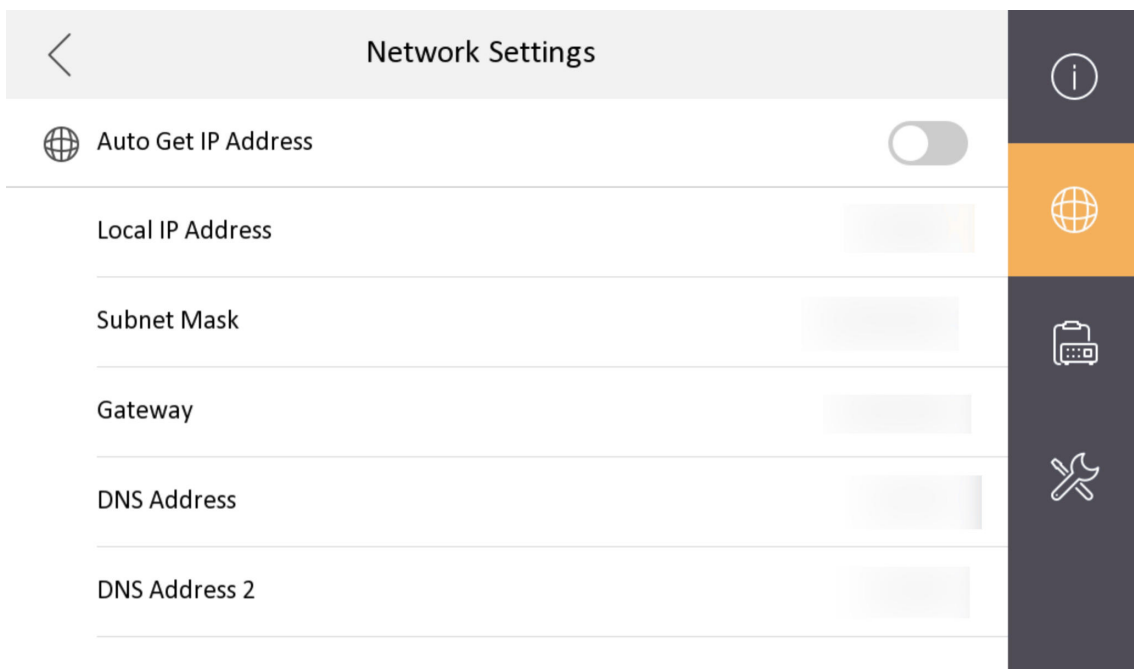 Network Settings
Auto Get IP Address
Local IP Address
Subnet Mask
Gateway
DNS Address
DNS Address 2